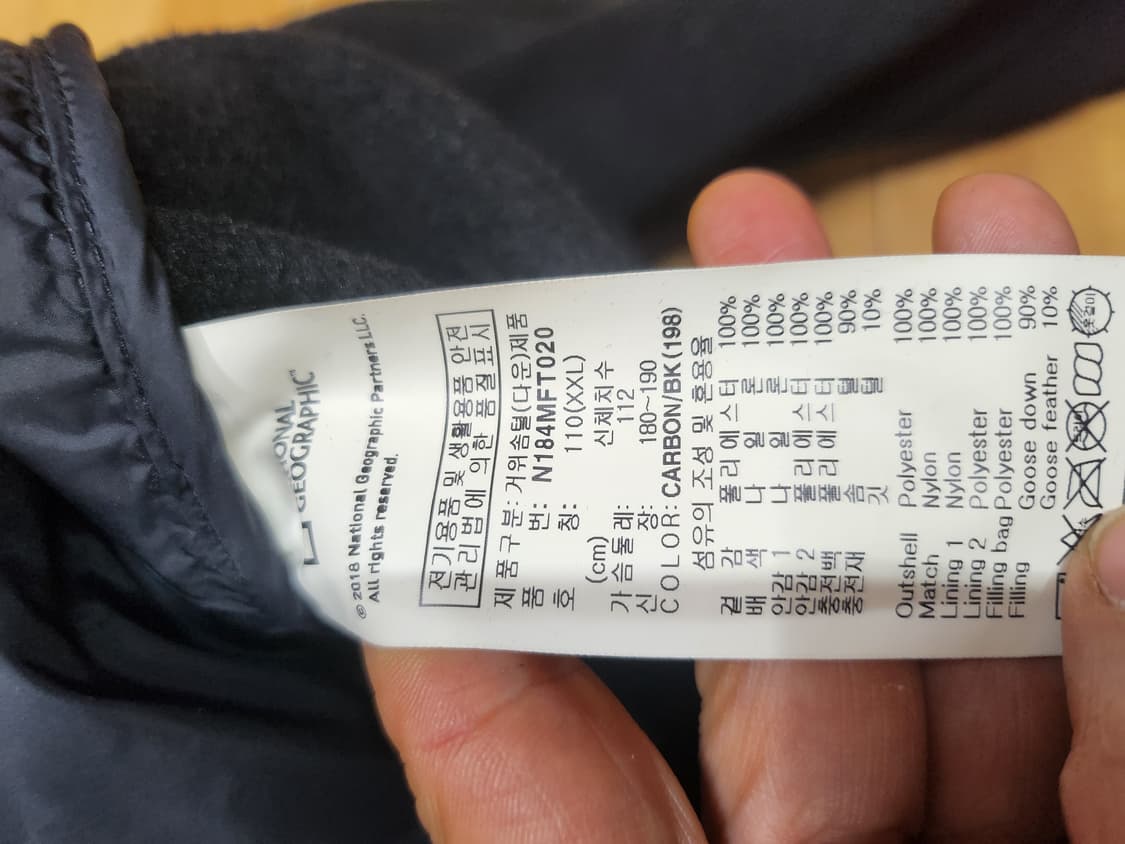 GEOGRAPHIC
© 2018 National Geographic Partners LLC.
All rights reserved.
전기용품 및 생활용품 안전
관리법에 의한 품질표시
제품구분: 거위솜털(다운)제품
품 번: N184MFT020
호 칭: 110(XXL)
(cm) 신체치수
가슴둘레: 112
신 장: 180~190
COLOR: CARBON/BK(198)
섬유의 조성 및 혼용율
겉 감 폴리에스터 100%
배 색 나 일 론 100%
안감 1 나 일 론 100%
안감 2 폴리에스터 100%
충전백 폴리에스터 100%
충전재 솜 털 90%
깃 털 10%
Outshell Polyester 100%
Match Nylon 100%
Lining 1 Nylon 100%
Lining 2 Polyester 100%
Filling bag Polyester 100%
Filling Goose down 90%
Goose feather 10%